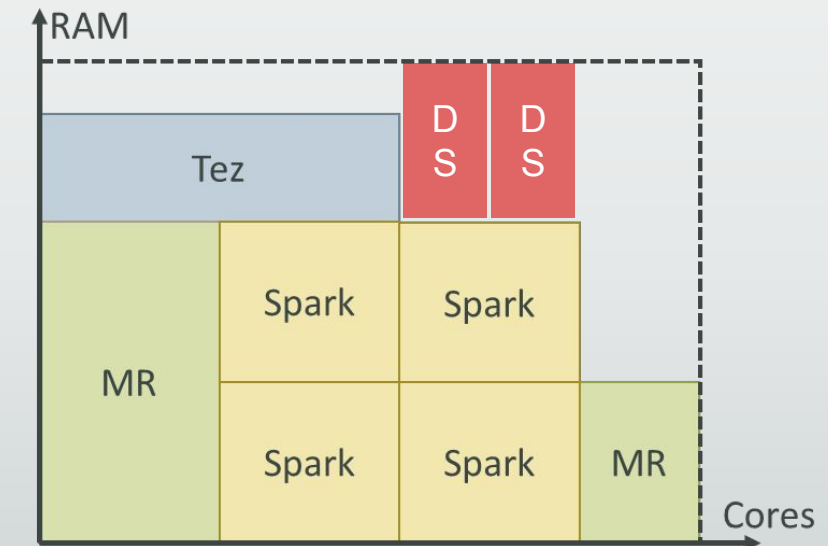 RAM
D D
S S
Tez
Spark Spark
MR
Spark Spark MR
Cores